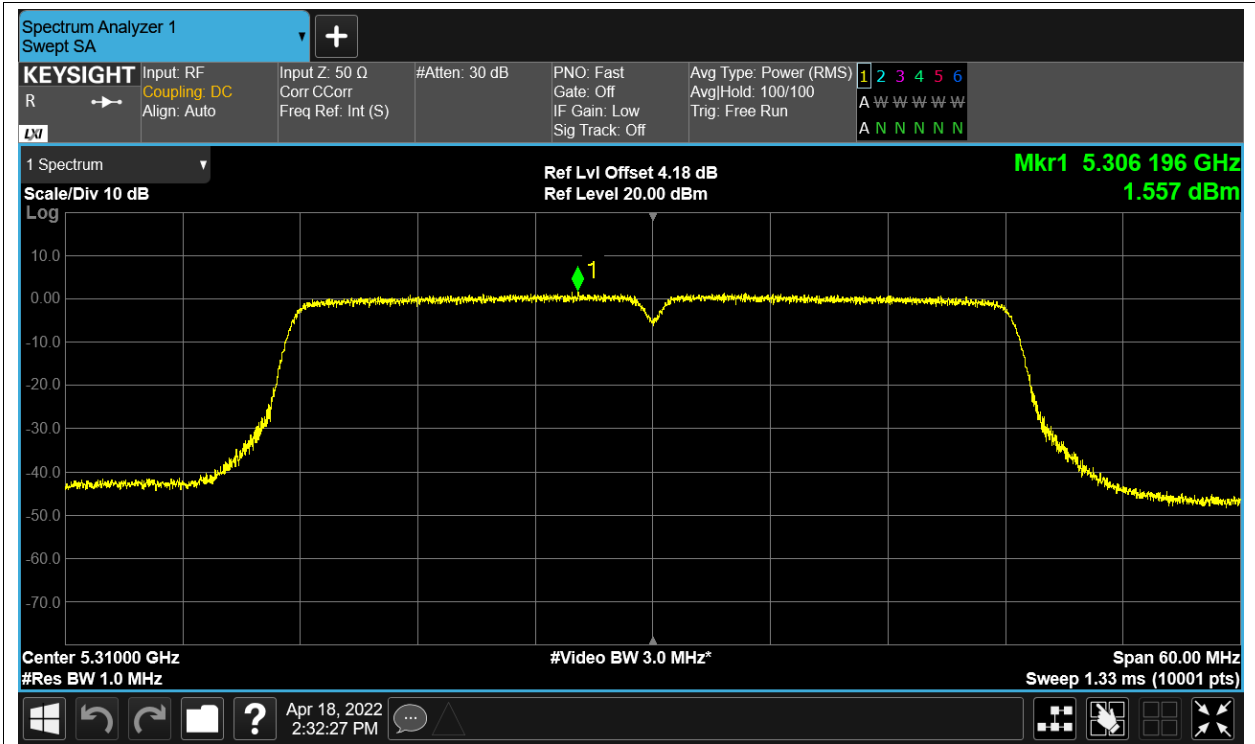 Spectrum Analyzer 1
Swept SA
KEYSIGHT
R
LXI
Input: RF
Coupling: DC
Align: Auto
Input Z: 50 Ω
Corr CCorr
Freq Ref: Int (S)
#Atten: 30 dB
PNO: Fast
Gate: Off
IF Gain: Low
Sig Track: Off
Avg Type: Power (RMS)
Avg|Hold: 100/100
Trig: Free Run
1 2 3 4 5 6
A W W W W W
A N N N N N
1 Spectrum
Scale/Div 10 dB
Ref Lvl Offset 4.18 dB
Ref Level 20.00 dBm
Mkr1 5.306 196 GHz
1.557 dBm
Log
10.0
0.00
-10.0
-20.0
-30.0
-40.0
-50.0
-60.0
-70.0
1
Center 5.31000 GHz
#Res BW 1.0 MHz
#Video BW 3.0 MHz*
Span 60.00 MHz
Sweep 1.33 ms (10001 pts)
?
Apr 18, 2022
2:32:27 PM